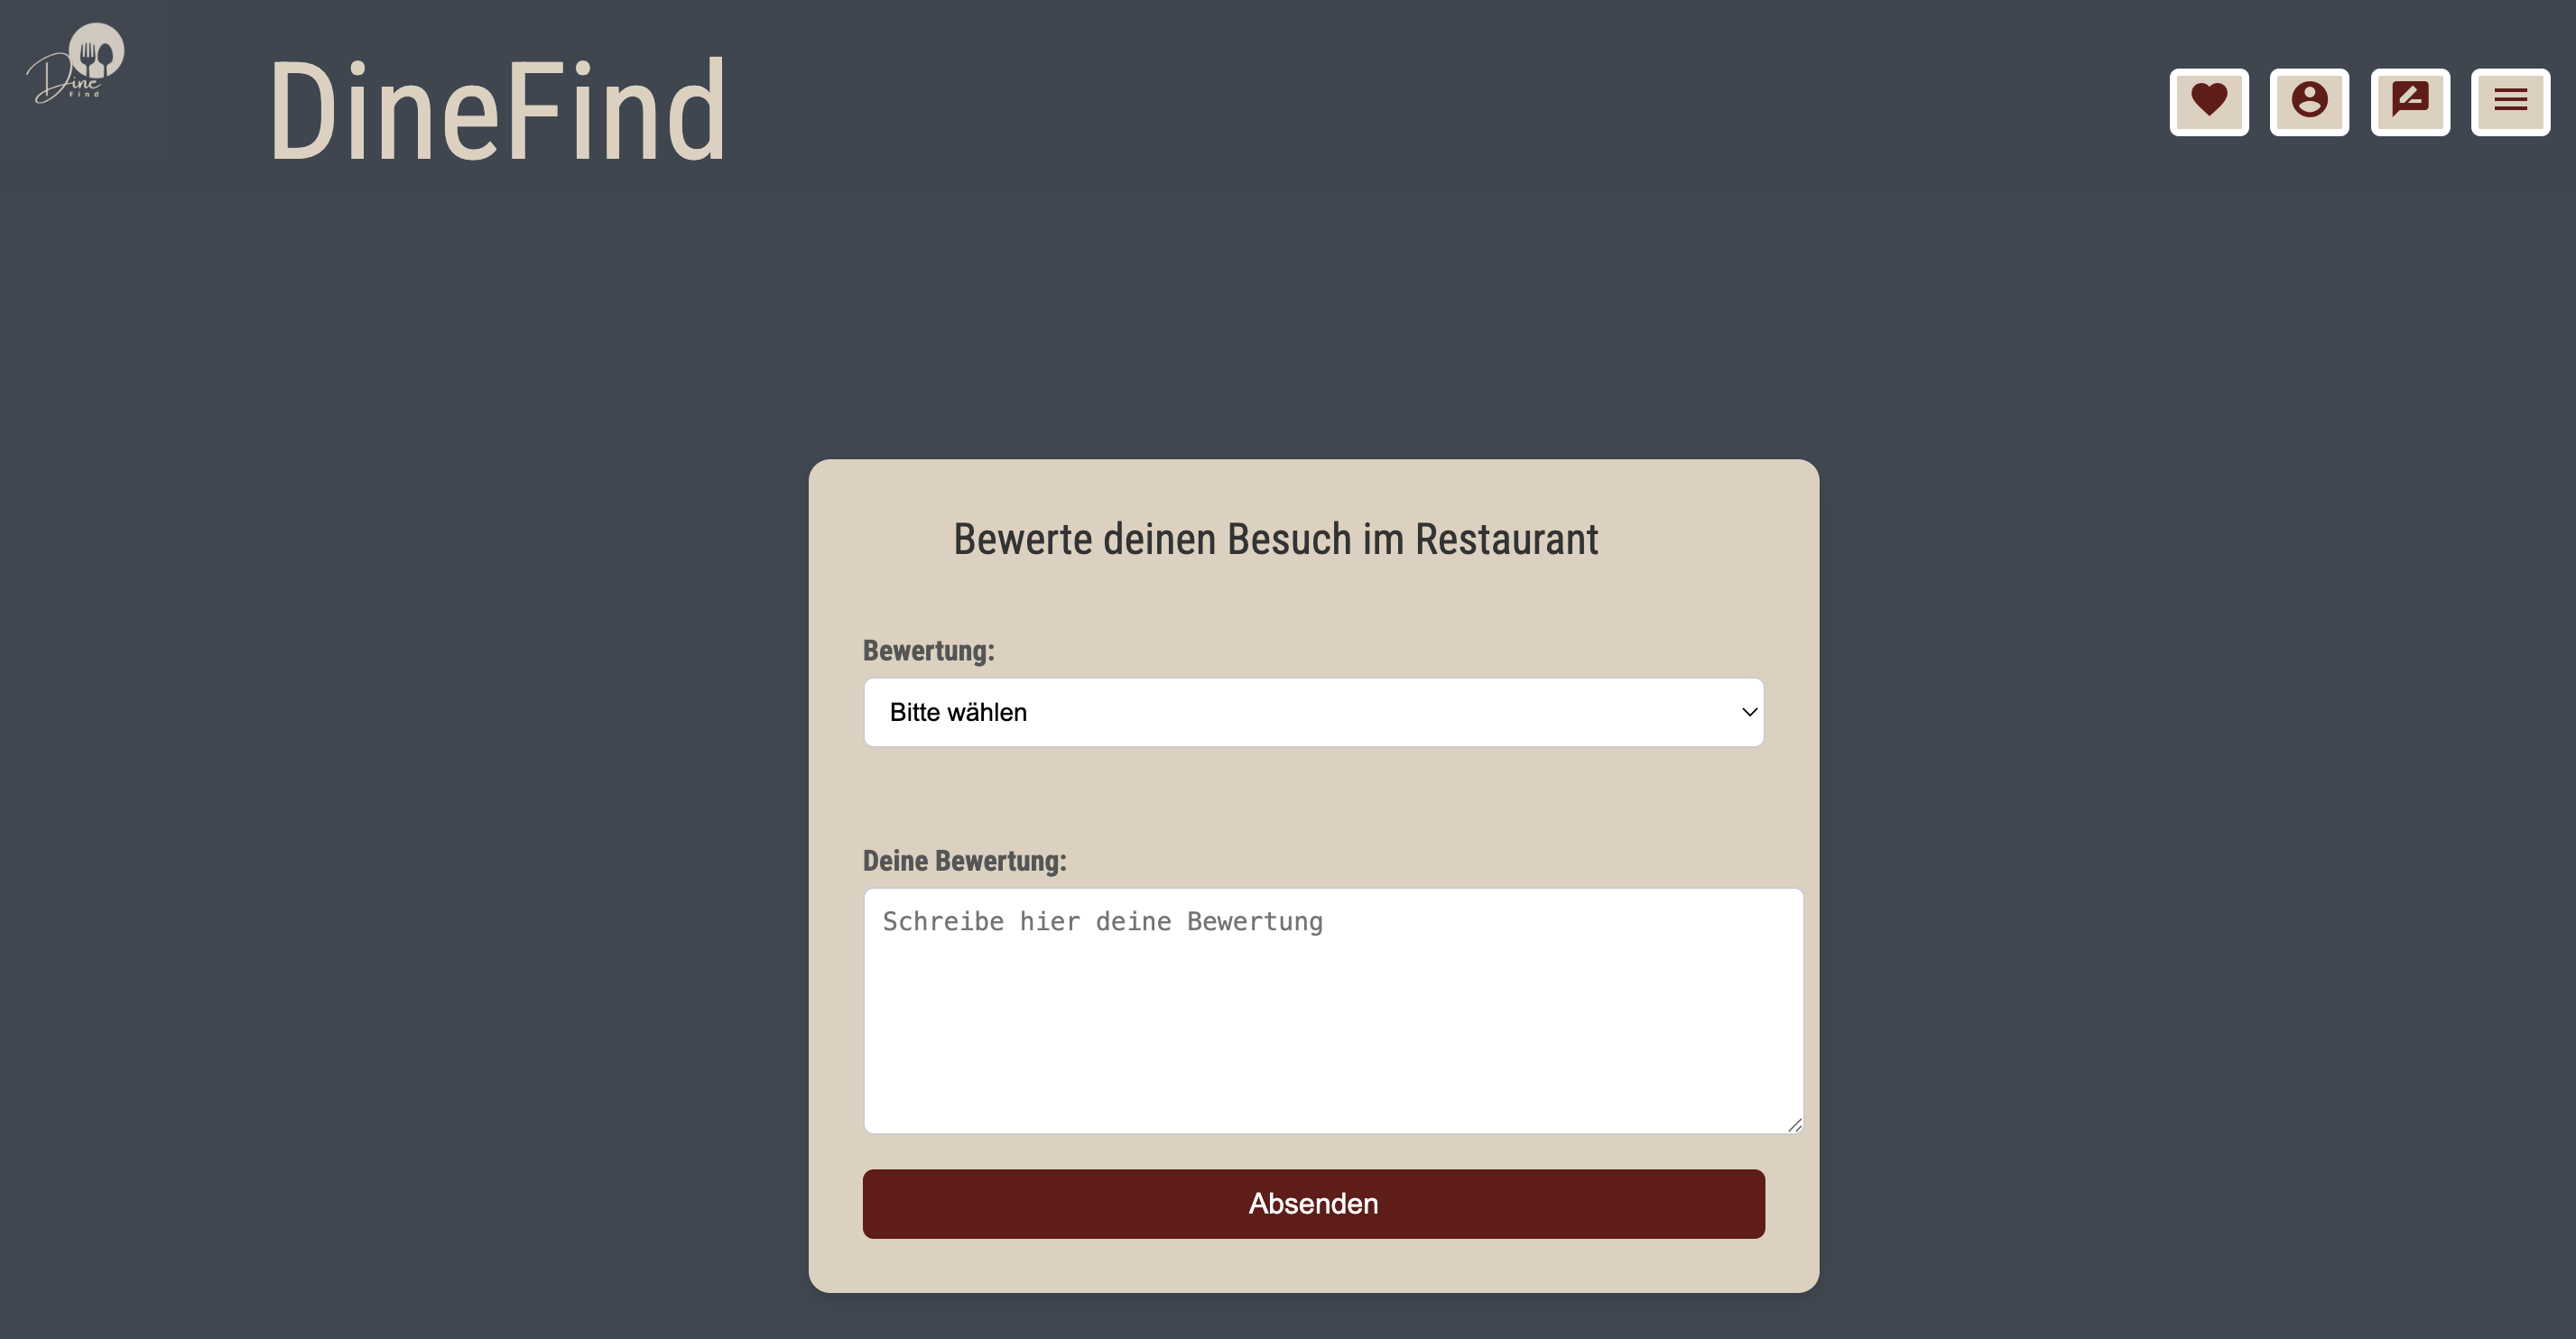 Dine
Find
DineFind
Bewerte deinen Besuch im Restaurant
Bewertung:
Bitte wählen
Deine Bewertung:
Schreibe hier deine Bewertung
Absenden